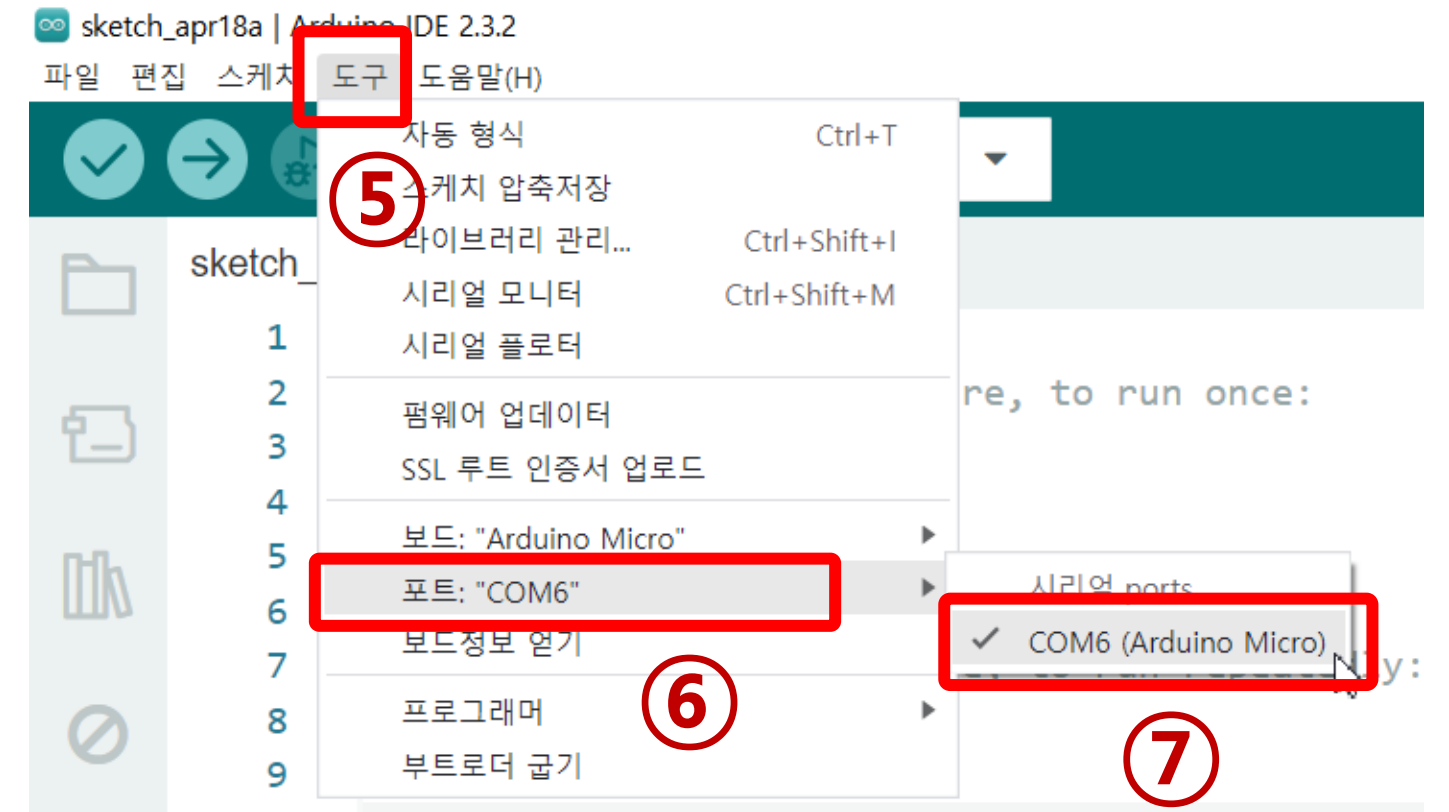 sketch_apr18a | Arduino IDE 2.3.2
파일 편집 스케치 도구 도움말(H)
⑤
자동 형식 Ctrl+T
스케치 압축저장
라이브러리 관리... Ctrl+Shift+I
sketch_
시리얼 모니터 Ctrl+Shift+M
1
시리얼 플로터
2 re, to run once:
펌웨어 업데이터
3
SSL 루트 인증서 업로드
4
보드: "Arduino Micro"
5
포트: "COM6"
시리얼 ports
6
보드정보 얻기
COM6 (Arduino Micro)
7 e, to run repeatedly:
⑥
프로그래머
8
⑦
부트로더 굽기
9